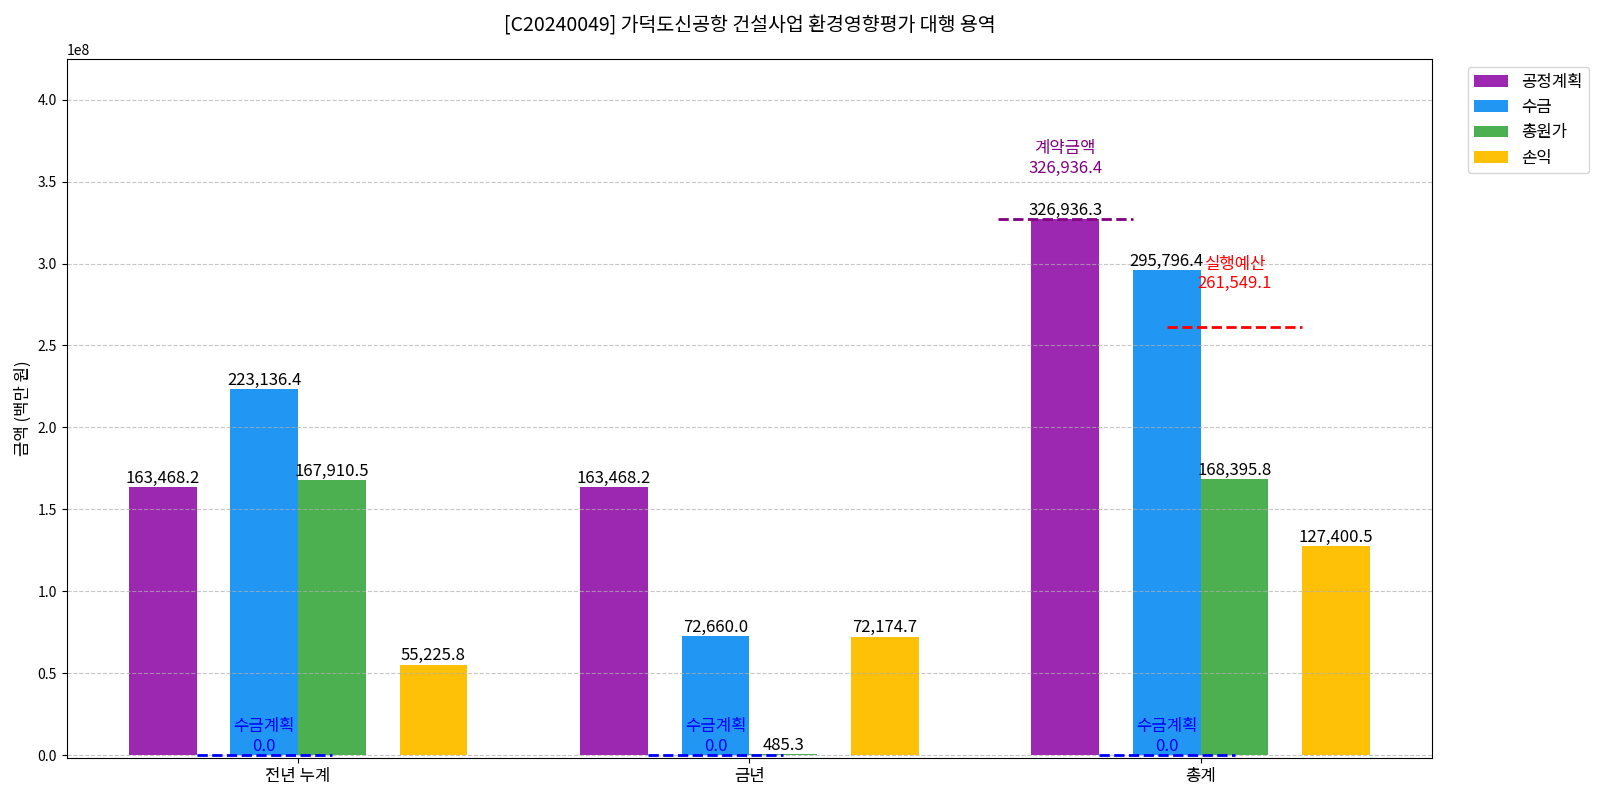 [C20240049] 가덕도신공항 건설사업 환경영향평가 대행 용역
1e8
금액 (백만 원)
4.0
3.5
3.0
2.5
2.0
1.5
1.0
0.5
0.0
163,468.2
223,136.4
167,910.5
55,225.8
수금계획
0.0
163,468.2
72,660.0
485.3
72,174.7
수금계획
0.0
계약금액
326,936.4
326,936.3
295,796.4
실행예산
261,549.1
168,395.8
127,400.5
수금계획
0.0
전년 누계
금년
총계
공정계획
수금
총원가
손익